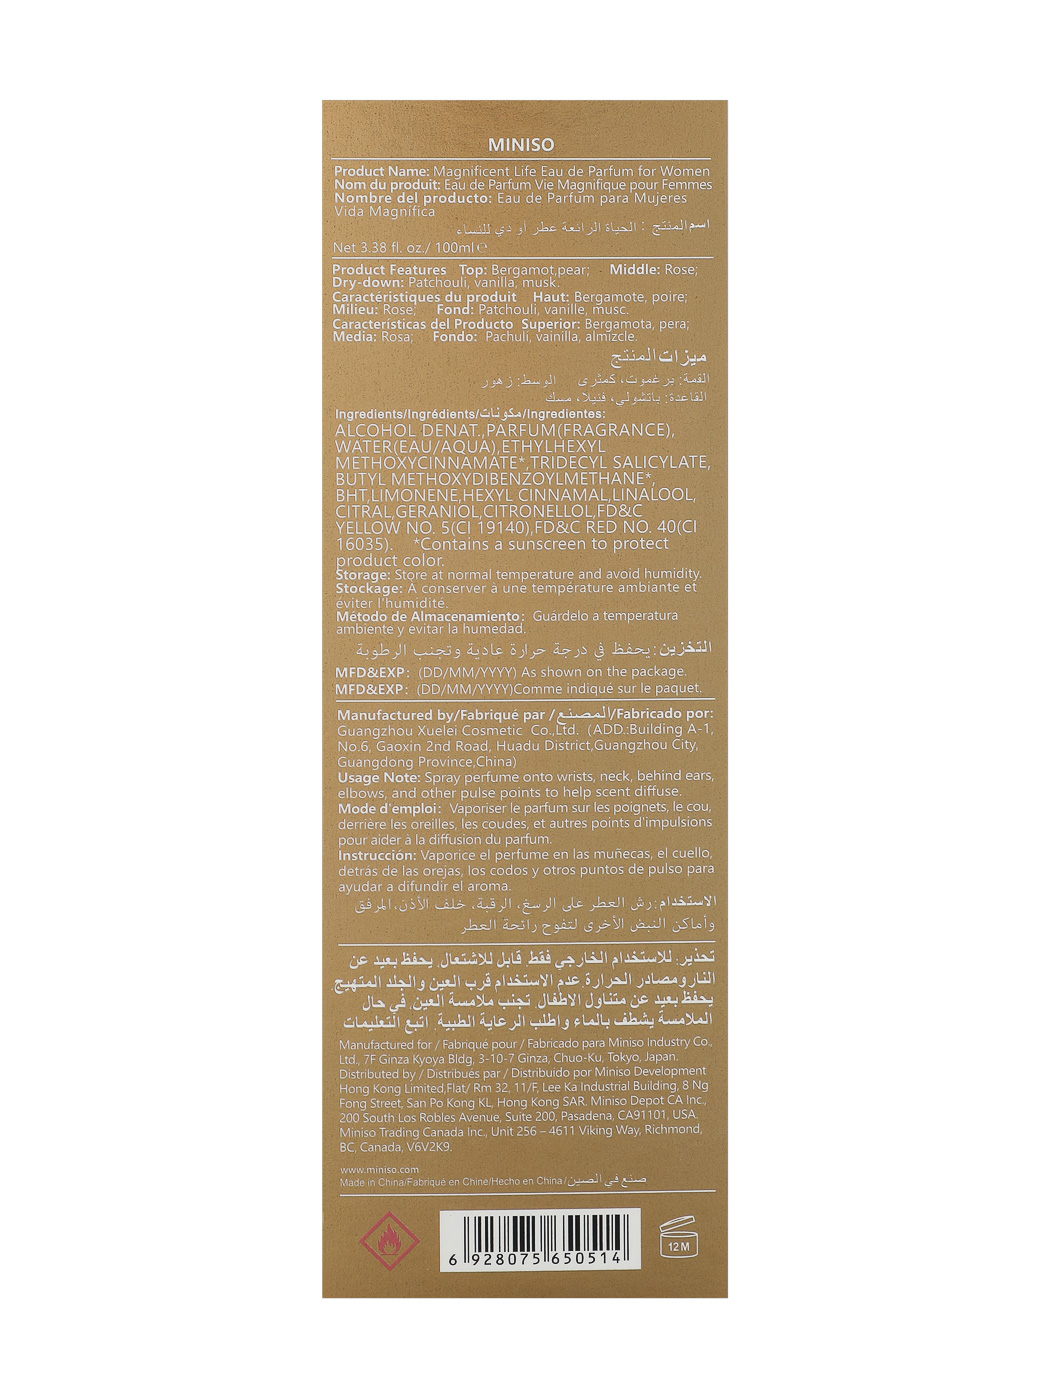 MINISO
Product Name: Magnificent Life Eau de Parfum for Women
Nom du produit: Eau de Parfum Vie Magnifique pour Femmes
Nombre del producto: Eau de Parfum para Mujeres
Vida Magnífica
اسم المنتج : الحياة الرائعة عطر أو دي للنساء
Net 3.38 fl. oz./ 100ml ℮
Product Features Top: Bergamot,pear; Middle: Rose;
Dry-down: Patchouli, vanilla, musk.
Caractéristiques du produit Haut: Bergamote, poire;
Milieu: Rose; Fond: Patchouli, vanille, musc.
Características del Producto Superior: Bergamota, pera;
Media: Rosa; Fondo: Pachuli, vainilla, almizcle.
ميزات المنتج
القمة: برغموت، كمثرى الوسط: زهور
القاعدة: باتشولي، فنيلا، مسك
Ingredients/Ingrédients/مكونات/Ingredientes:
ALCOHOL DENAT.,PARFUM(FRAGRANCE),
WATER(EAU/AQUA),ETHYLHEXYL
METHOXYCINNAMATE*,TRIDECYL SALICYLATE,
BUTYL METHOXYDIBENZOYLMETHANE*,
BHT,LIMONENE,HEXYL CINNAMAL,LINALOOL,
CITRAL,GERANIOL,CITRONELLOL,FD&C
YELLOW NO. 5(CI 19140),FD&C RED NO. 40(CI
16035). *Contains a sunscreen to protect
product color.
Storage: Store at normal temperature and avoid humidity.
Stockage: À conserver à une température ambiante et
éviter l'humidité.
Método de Almacenamiento: Guárdelo a temperatura
ambiente y evitar la humedad.
التخزين: يحفظ في درجة حرارة عادية وتجنب الرطوبة
MFD&EXP: (DD/MM/YYYY) As shown on the package.
MFD&EXP: (DD/MM/YYYY)Comme indiqué sur le paquet.
Manufactured by/Fabriqué par /المصنع/Fabricado por:
Guangzhou Xuelei Cosmetic Co.,Ltd. (ADD.:Building A-1,
No.6, Gaoxin 2nd Road, Huadu District,Guangzhou City,
Guangdong Province,China)
Usage Note: Spray perfume onto wrists, neck, behind ears,
elbows, and other pulse points to help scent diffuse.
Mode d'emploi: Vaporiser le parfum sur les poignets, le cou,
derrière les oreilles, les coudes, et autres points d'impulsions
pour aider à la diffusion du parfum.
Instrucción: Vaporice el perfume en las muñecas, el cuello,
detrás de las orejas, los codos y otros puntos de pulso para
ayudar a difundir el aroma.
الاستخدام: رش العطر على الرسغ، الرقبة، خلف الأذن، المرفق
وأماكن النبض الأخرى لتفوح رائحة العطر
تحذير: للاستخدام الخارجي فقط. قابل للاشتعال. يحفظ بعيد عن
النار ومصادر الحرارة. عدم الاستخدام قرب العين والجلد المتهيج.
يحفظ بعيد عن متناول الاطفال. تجنب ملامسة العين. في حال
الملامسة يشطف بالماء واطلب الرعاية الطبية. اتبع التعليمات
Manufactured for / Fabriqué pour / Fabricado para Miniso Industry Co.,
Ltd., 7F Ginza Kyoya Bldg, 3-10-7 Ginza, Chuo-Ku, Tokyo, Japan.
Distributed by / Distribués par / Distribuido por Miniso Development
Hong Kong Limited,Flat/ Rm 32, 11/F, Lee Ka Industrial Building, 8 Ng
Fong Street, San Po Kong KL, Hong Kong SAR. Miniso Depot CA Inc.,
200 South Los Robles Avenue, Suite 200, Pasadena, CA91101, USA.
Miniso Trading Canada Inc., Unit 256 – 4611 Viking Way, Richmond,
BC, Canada, V6V2K9.
www.miniso.com
Made in China/Fabriqué en Chine/Hecho en China/صنع في الصين
6 928075 650514
12M